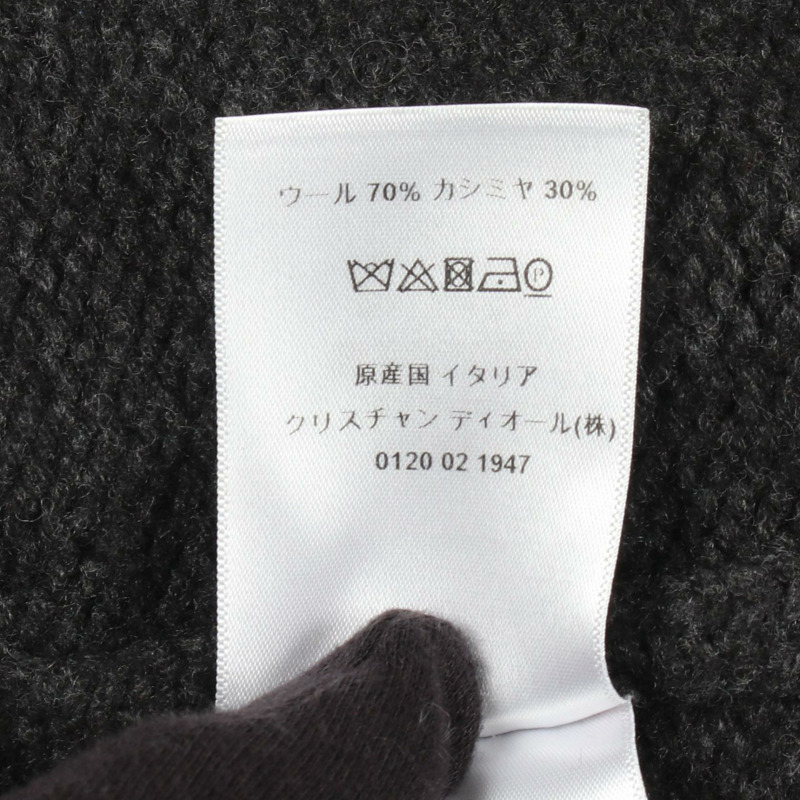 ウール 70% カシミヤ 30%
P
原産国 イタリア
クリスチャン ディオール(株)
0120 02 1947